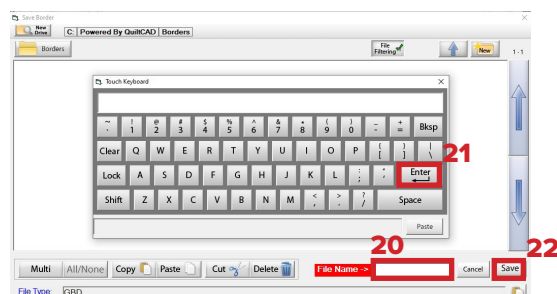 Save Border
New Drive C: Powered By QuiltCAD Borders
Borders File Filtering New 1-1
Touch Keyboard
~ ! @ # $ % ^ & * ( ) _ +
` 1 2 3 4 5 6 7 8 9 0 - = Bksp
Clear Q W E R T Y U I O P { [ } ] | \
21
Lock A S D F G H J K L : ; " ' Enter
Shift Z X C V B N M < , > . ? / Space
Paste
20
22
Multi All/None Copy Paste Cut Delete File Name -> Cancel Save
File Type: GBD